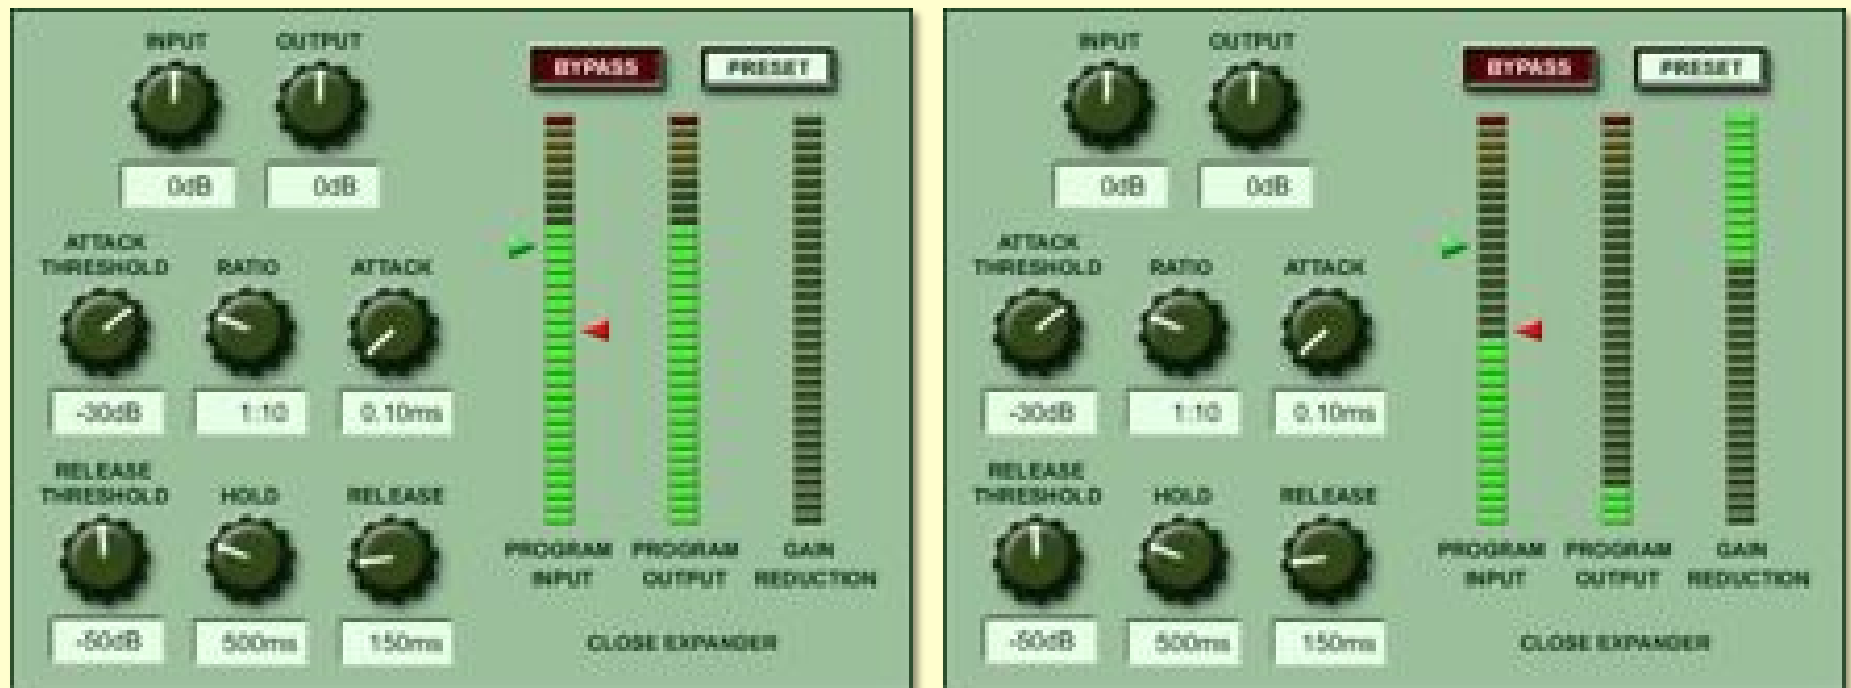 INPUT OUTPUT
BYPASS PRESET
0dB 0dB
ATTACK
THRESHOLD RATIO ATTACK
-30dB 1:10 0.10ms
RELEASE
THRESHOLD HOLD RELEASE
PROGRAM PROGRAM GAIN
INPUT OUTPUT REDUCTION
-50dB 500ms 150ms
CLOSE EXPANDER
INPUT OUTPUT
BYPASS PRESET
0dB 0dB
ATTACK
THRESHOLD RATIO ATTACK
-30dB 1:10 0.10ms
RELEASE
THRESHOLD HOLD RELEASE
PROGRAM PROGRAM GAIN
INPUT OUTPUT REDUCTION
-50dB 500ms 150ms
CLOSE EXPANDER